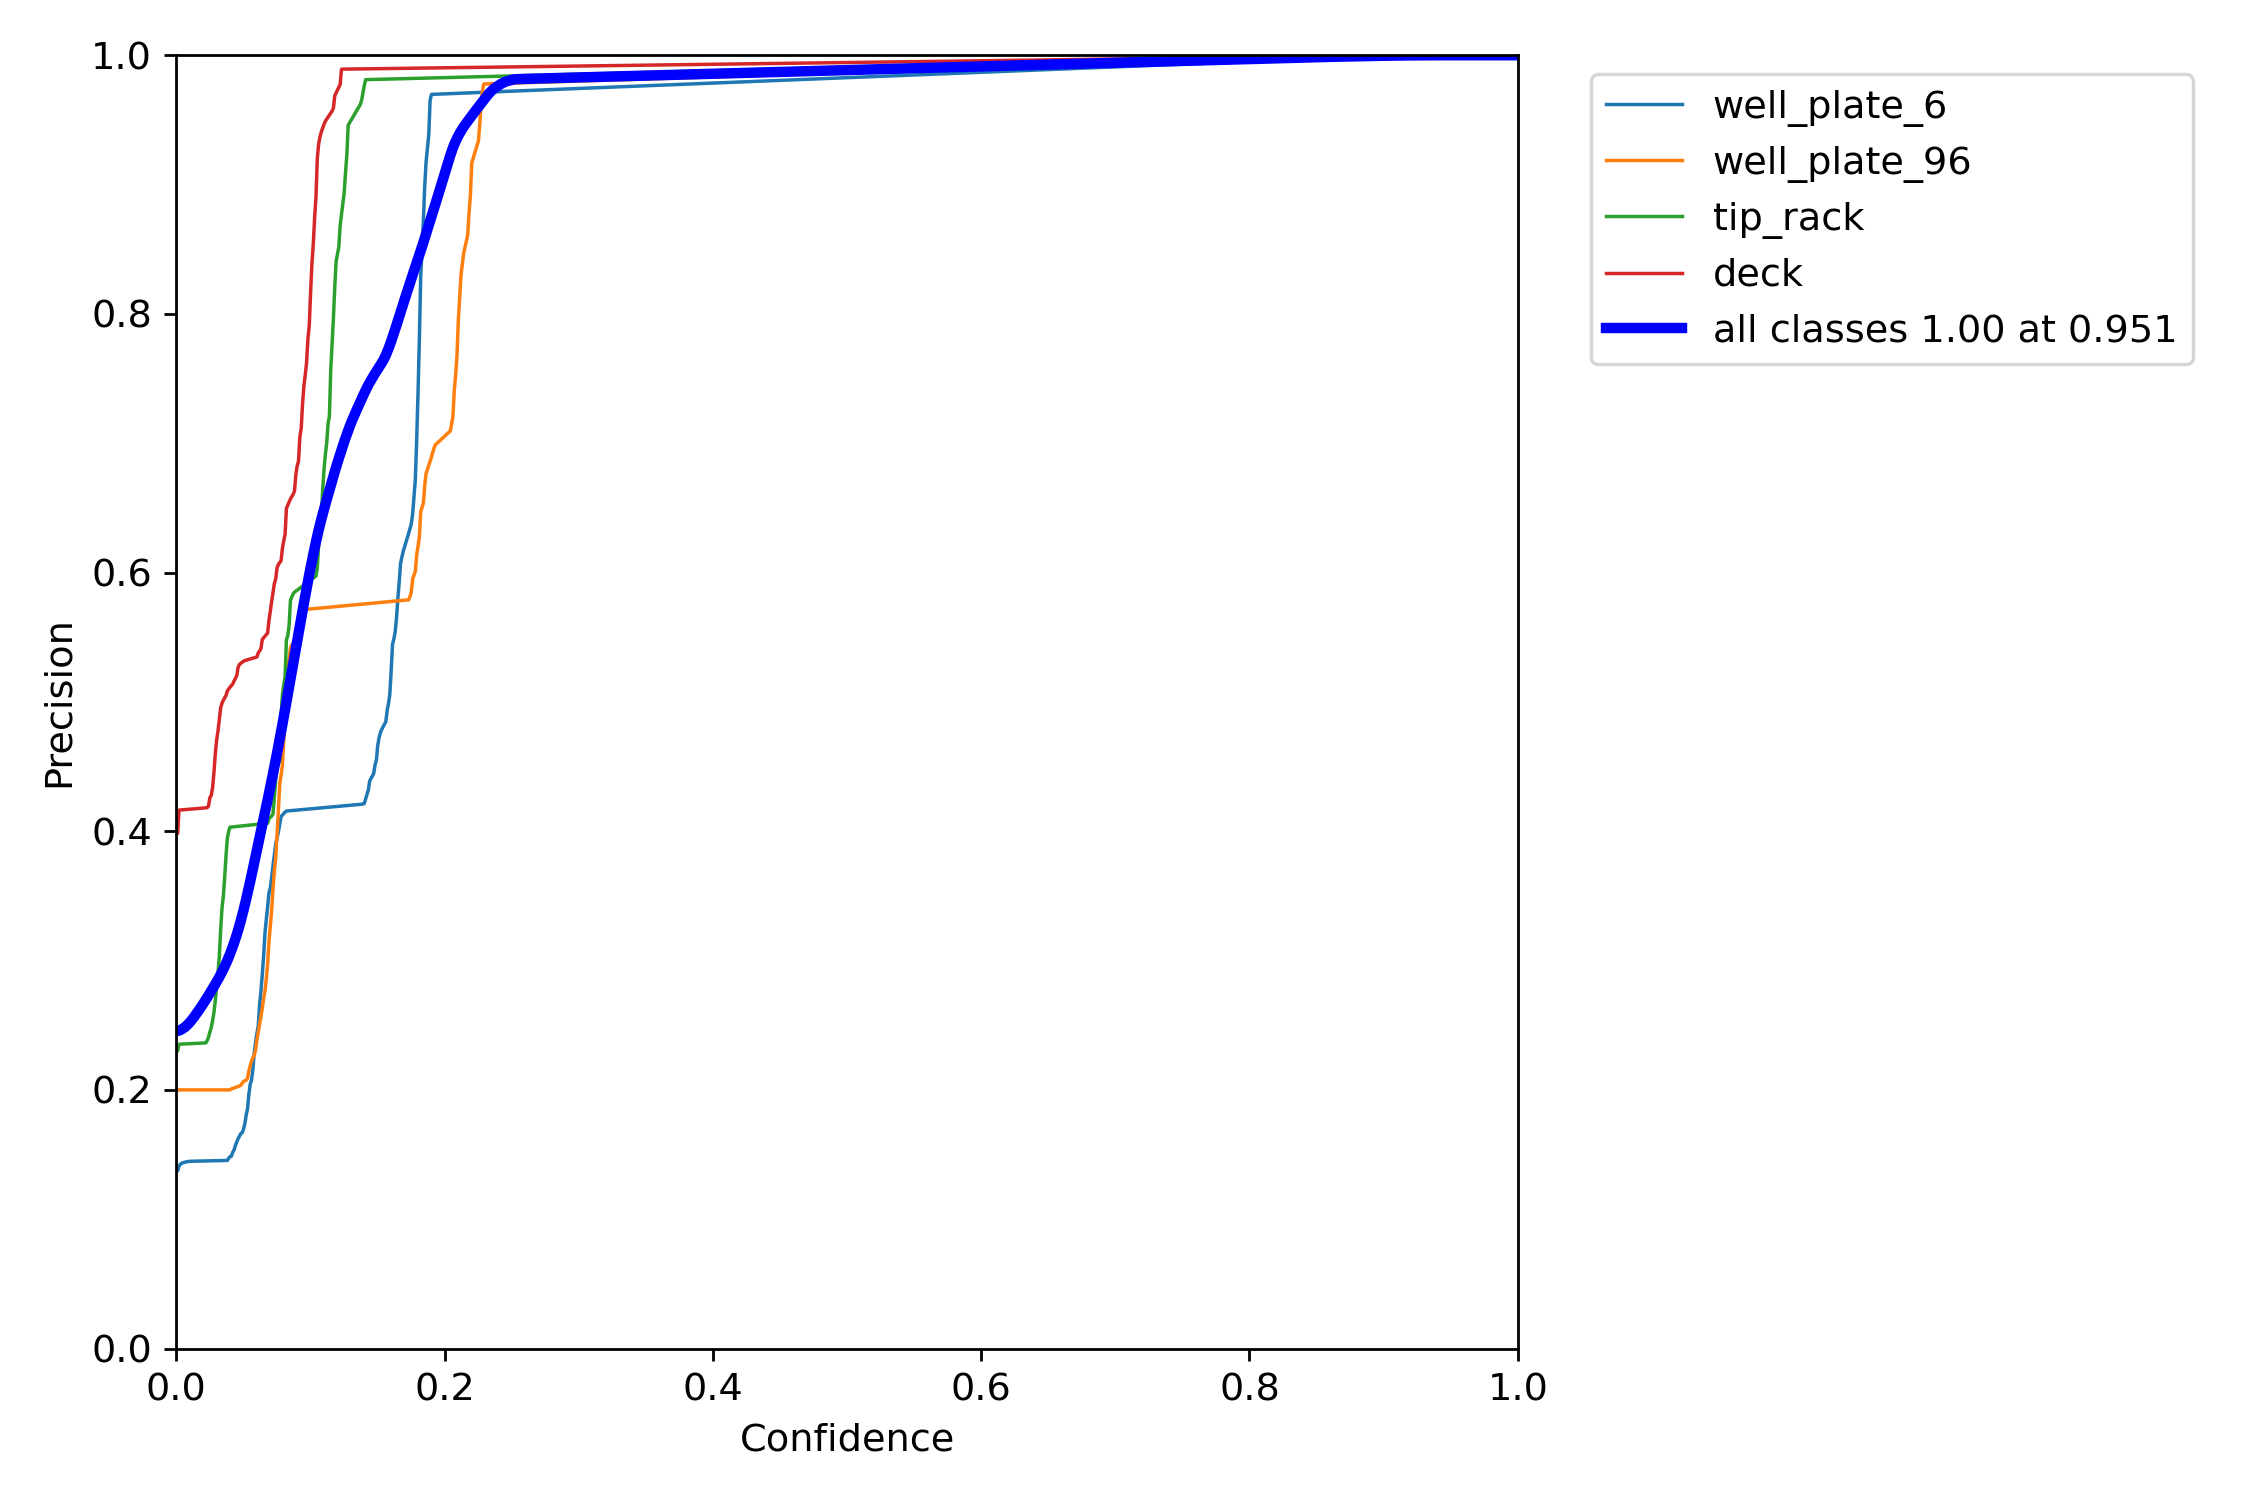 1.0
0.8
0.6
0.4
0.2
0.0
0.0 0.2 0.4 0.6 0.8 1.0
Precision
Confidence
well_plate_6
well_plate_96
tip_rack
deck
all classes 1.00 at 0.951